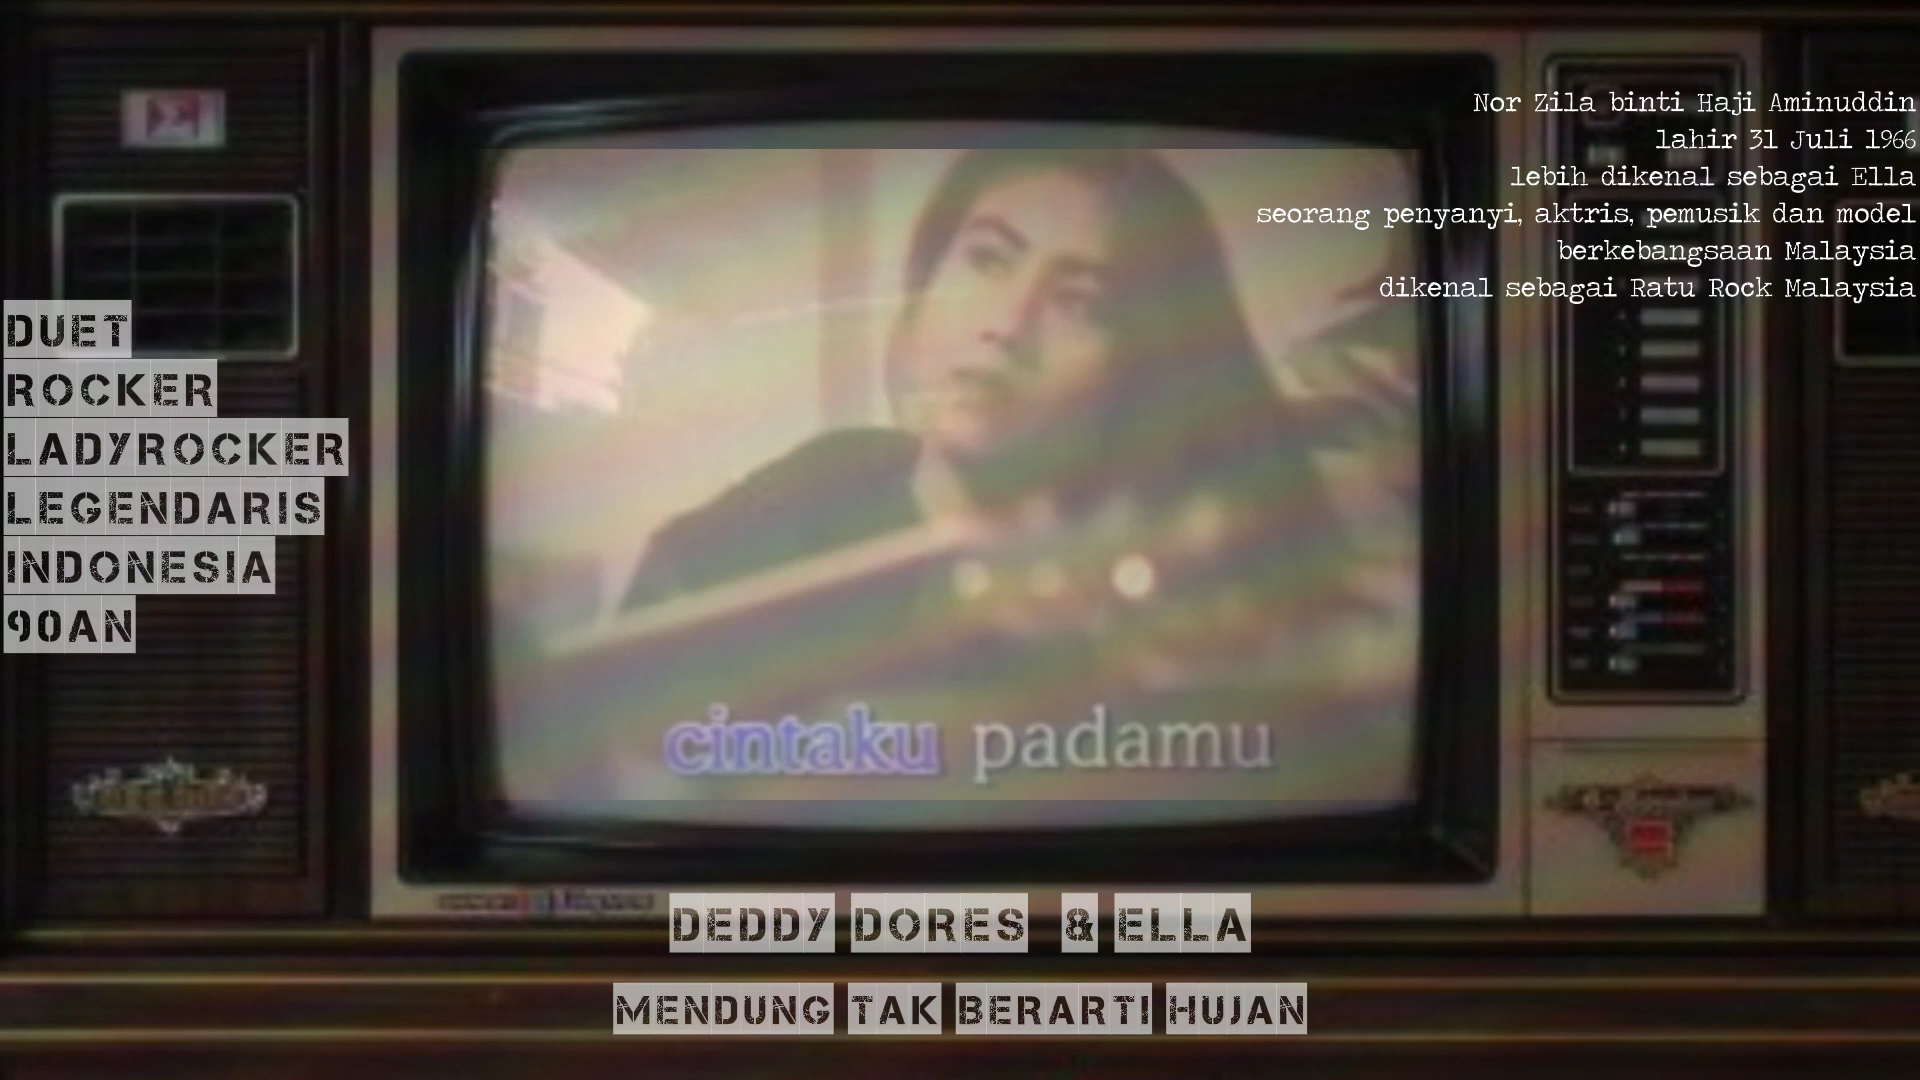 Nor Zila binti Haji Aminuddin
lahir 31 Juli 1966
lebih dikenal sebagai Ella
seorang penyanyi, aktris, pemusik dan model
berkebangsaan Malaysia
dikenal sebagai Ratu Rock Malaysia
DUET
ROCKER
LADYROCKER
LEGENDARIS
INDONESIA
90AN
cintaku padamu
DEDDY DORES & ELLA
MENDUNG TAK BERARTI HUJAN